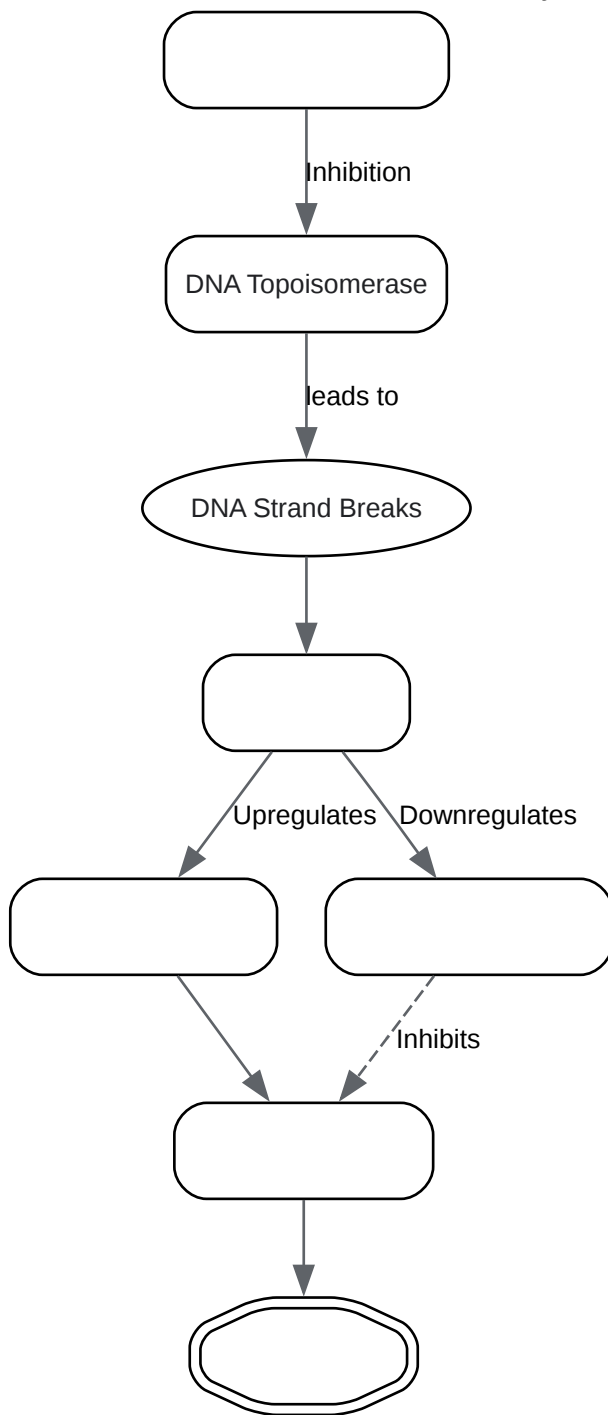 Inhibition
DNA Topoisomerase
leads to
DNA Strand Breaks
Upregulates
Downregulates
Inhibits